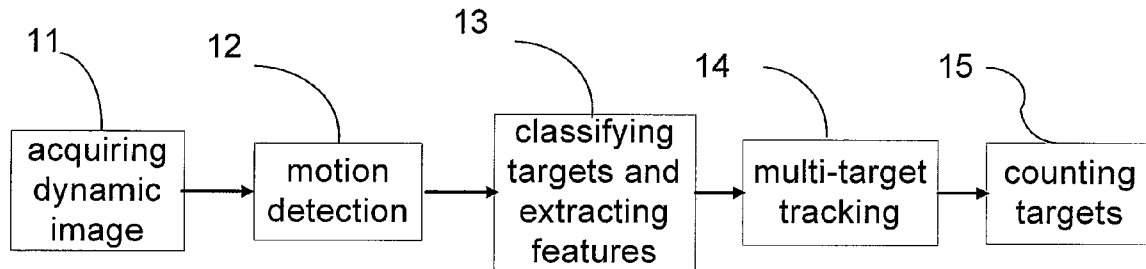 11
12
13
14
15
acquiring
dynamic
image
motion
detection
classifying
targets and
extracting
features
multi-target
tracking
counting
targets